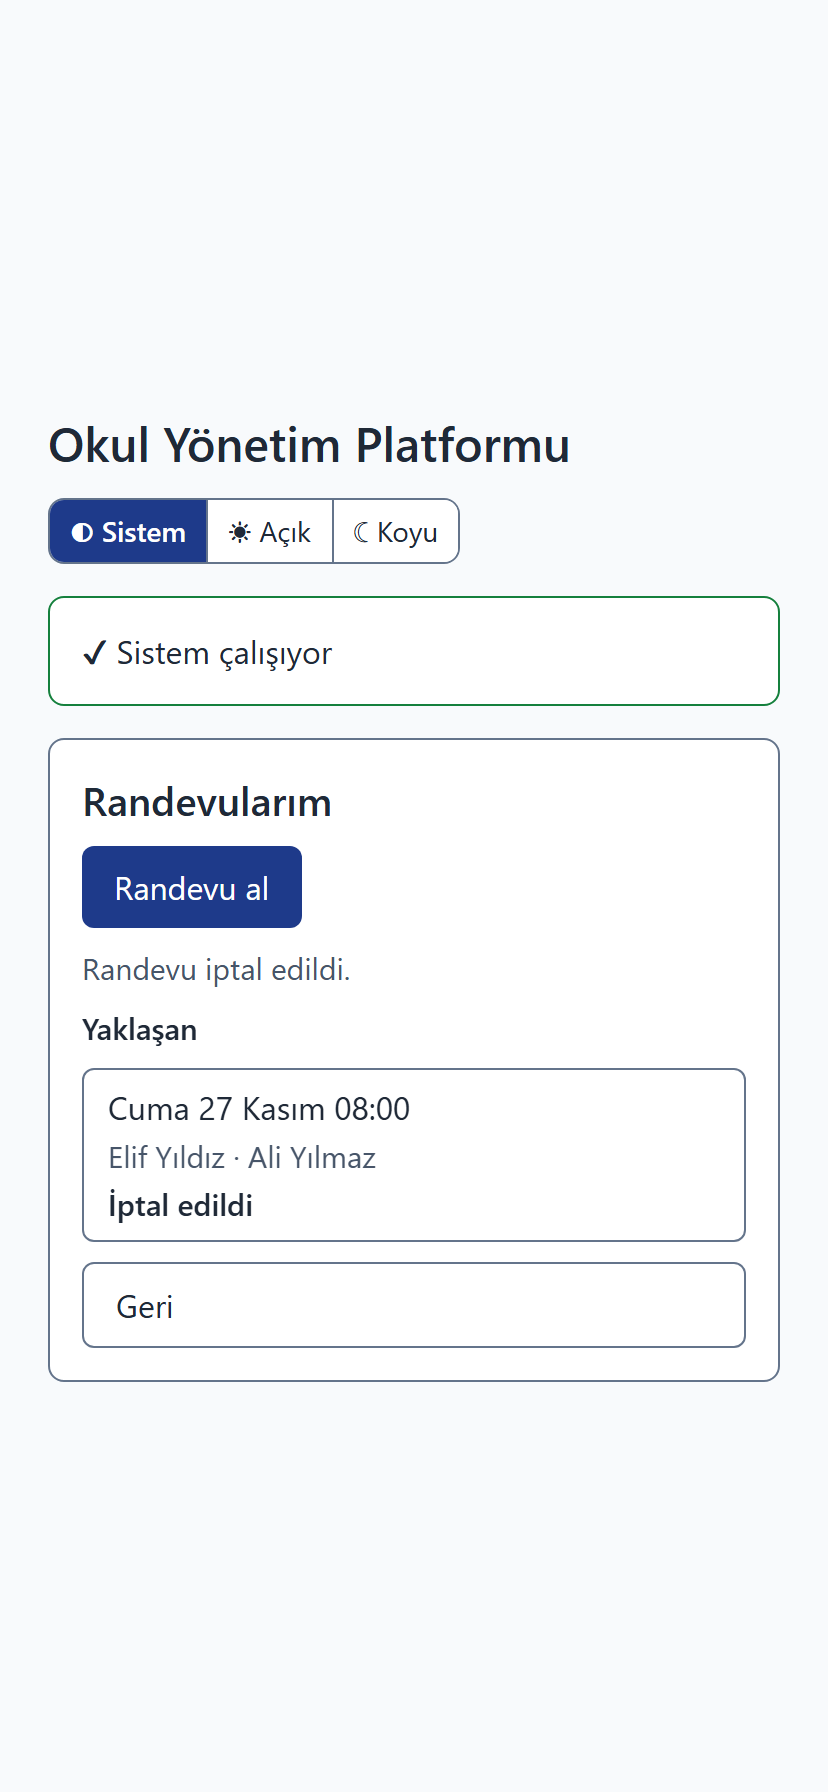 Okul Yönetim Platformu
◐ Sistem ☀ Açık ☾ Koyu
✓ Sistem çalışıyor
Randevularım
Randevu al
Randevu iptal edildi.
Yaklaşan
Cuma 27 Kasım 08:00
Elif Yıldız · Ali Yılmaz
İptal edildi
Geri